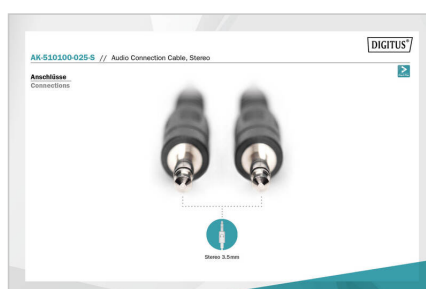 DIGITUS®
AK-510100-025-S // Audio Connection Cable, Stereo
Anschlüsse
Connections
Stereo 3.5mm